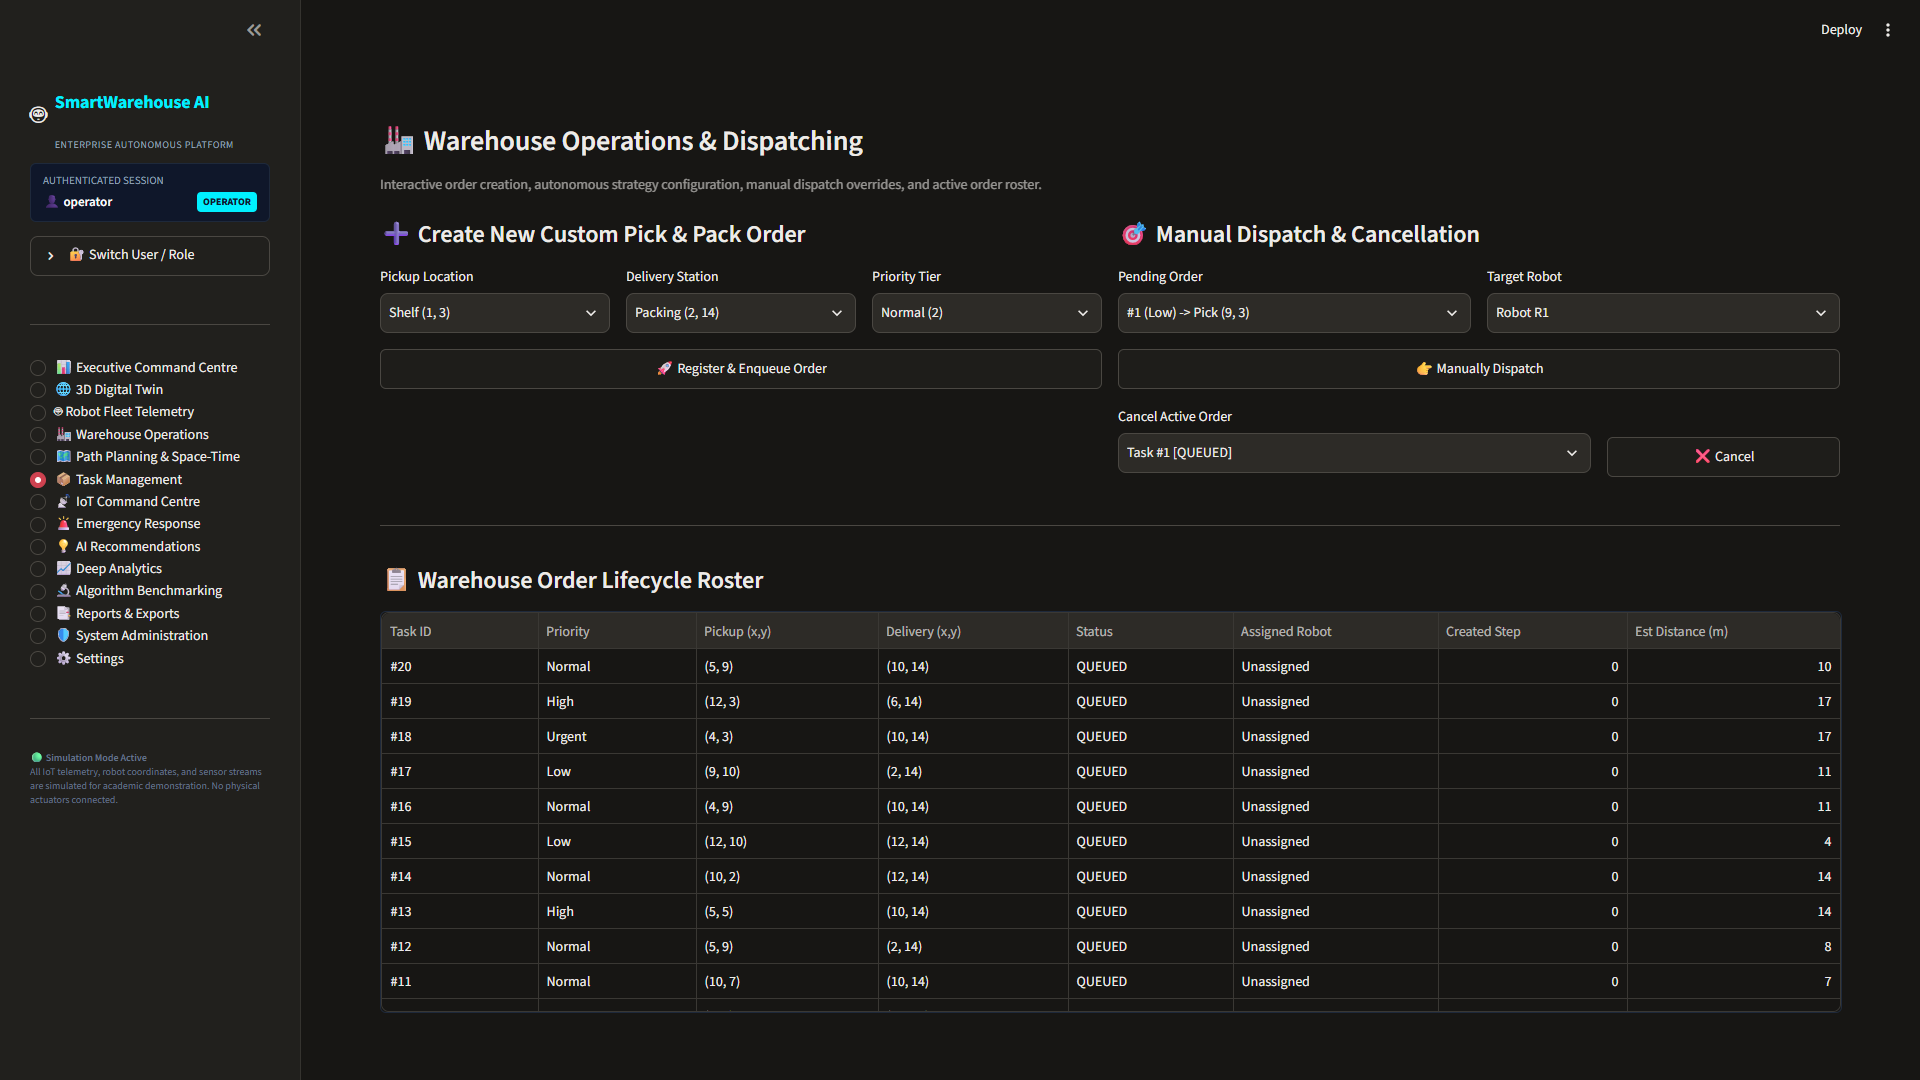 Deploy
SmartWarehouse AI
ENTERPRISE AUTONOMOUS PLATFORM
AUTHENTICATED SESSION
operator
OPERATOR
Switch User / Role
Executive Command Centre
3D Digital Twin
Robot Fleet Telemetry
Warehouse Operations
Path Planning & Space-Time
Task Management
IoT Command Centre
Emergency Response
AI Recommendations
Deep Analytics
Algorithm Benchmarking
Reports & Exports
System Administration
Settings
Simulation Mode Active
All IoT telemetry, robot coordinates, and sensor streams
are simulated for academic demonstration. No physical
actuators connected.
Warehouse Operations & Dispatching
Interactive order creation, autonomous strategy configuration, manual dispatch overrides, and active order roster.
Create New Custom Pick & Pack Order
Pickup Location Delivery Station Priority Tier
Shelf (1, 3) Packing (2, 14) Normal (2)
Register & Enqueue Order
Manual Dispatch & Cancellation
Pending Order Target Robot
#1 (Low) -> Pick (9, 3) Robot R1
Manually Dispatch
Cancel Active Order
Task #1 [QUEUED] Cancel
Warehouse Order Lifecycle Roster
Task ID Priority Pickup (x,y) Delivery (x,y) Status Assigned Robot Created Step Est Distance (m)
#20 Normal (5, 9) (10, 14) QUEUED Unassigned 0 10
#19 High (12, 3) (6, 14) QUEUED Unassigned 0 17
#18 Urgent (4, 3) (10, 14) QUEUED Unassigned 0 17
#17 Low (9, 10) (2, 14) QUEUED Unassigned 0 11
#16 Normal (4, 9) (10, 14) QUEUED Unassigned 0 11
#15 Low (12, 10) (12, 14) QUEUED Unassigned 0 4
#14 Normal (10, 2) (12, 14) QUEUED Unassigned 0 14
#13 High (5, 5) (10, 14) QUEUED Unassigned 0 14
#12 Normal (5, 9) (2, 14) QUEUED Unassigned 0 8
#11 Normal (10, 7) (10, 14) QUEUED Unassigned 0 7